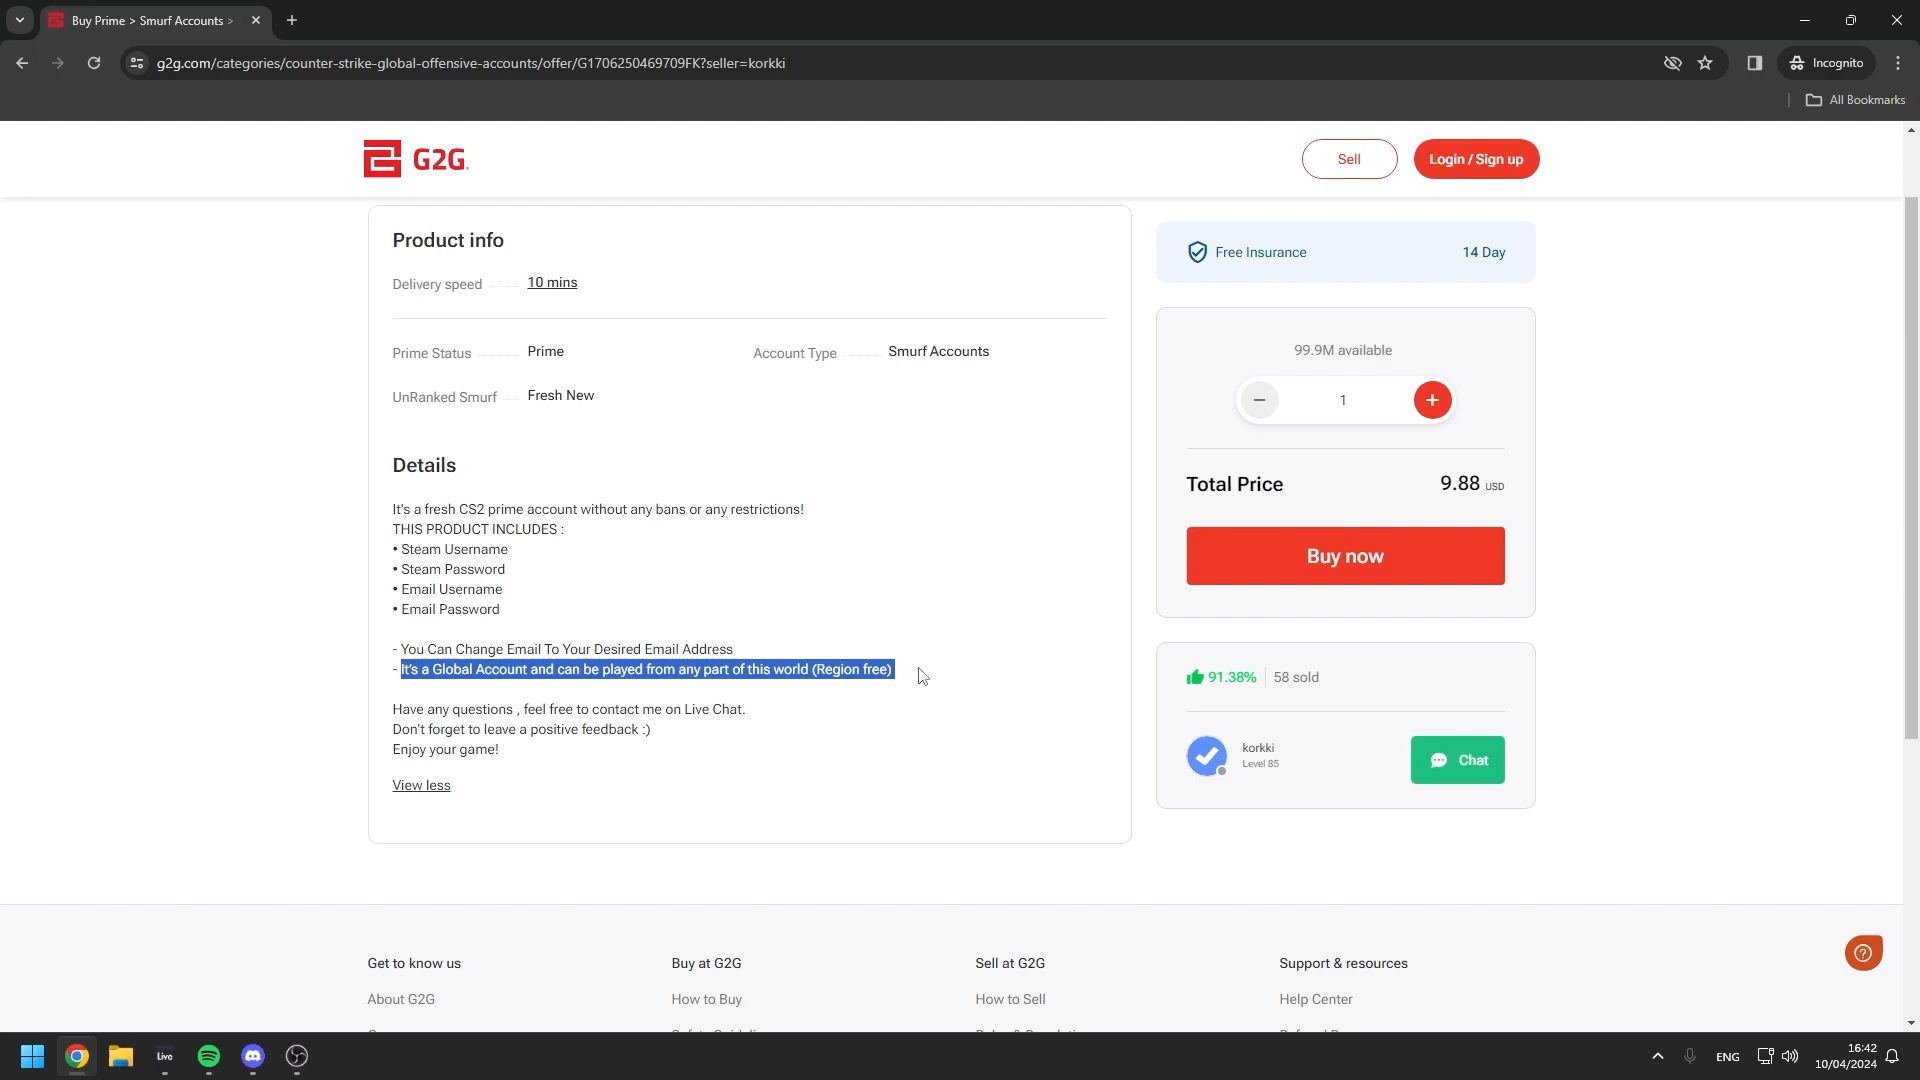 Buy Prime > Smurf Accounts >
g2g.com/categories/counter-strike-global-offensive-accounts/offer/G1706250469709FK?seller=korkki
Incognito
All Bookmarks
G2G.
Sell
Login / Sign up
Product info
Delivery speed 10 mins
Prime Status Prime
Account Type Smurf Accounts
UnRanked Smurf Fresh New
Details
It's a fresh CS2 prime account without any bans or any restrictions!
THIS PRODUCT INCLUDES :
• Steam Username
• Steam Password
• Email Username
• Email Password
- You Can Change Email To Your Desired Email Address
- It's a Global Account and can be played from any part of this world (Region free)
Have any questions , feel free to contact me on Live Chat.
Don't forget to leave a positive feedback :)
Enjoy your game!
View less
Free Insurance 14 Day
99.9M available
− 1 +
Total Price 9.88 USD
Buy now
91.38% 58 sold
korkki
Level 85
Chat
Get to know us
About G2G
Buy at G2G
How to Buy
Sell at G2G
How to Sell
Support & resources
Help Center
Live
ENG
16:42
10/04/2024